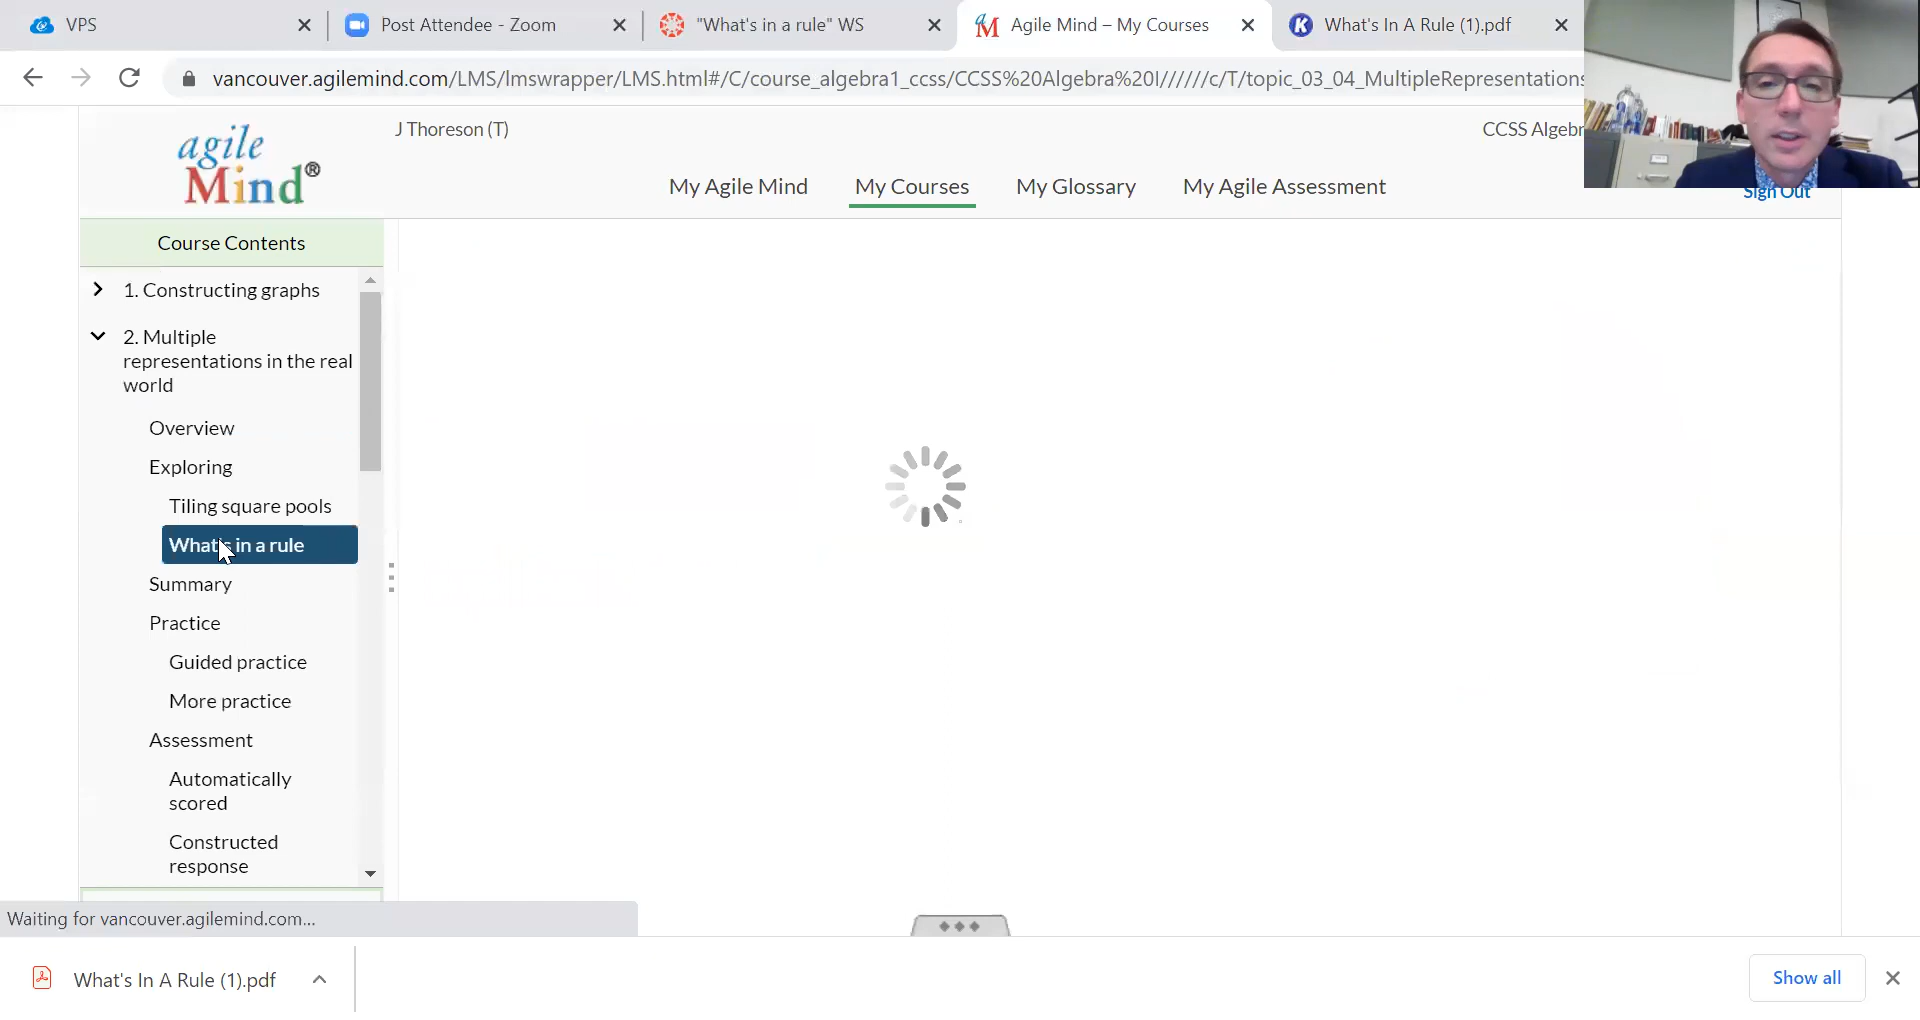 VPS
Post Attendee - Zoom
"What's in a rule" WS
Agile Mind – My Courses
What's In A Rule (1).pdf
vancouver.agilemind.com/LMS/lmswrapper/LMS.html#/C/course_algebra1_ccss/CCSS%20Algebra%20I//////c/T/topic_03_04_MultipleRepresentations
agile
Mind®
J Thoreson (T)
CCSS Algebr
My Agile Mind
My Courses
My Glossary
My Agile Assessment
Sign Out
Course Contents
1. Constructing graphs
2. Multiple
representations in the real
world
Overview
Exploring
Tiling square pools
What's in a rule
Summary
Practice
Guided practice
More practice
Assessment
Automatically
scored
Constructed
response
Waiting for vancouver.agilemind.com...
What's In A Rule (1).pdf
Show all